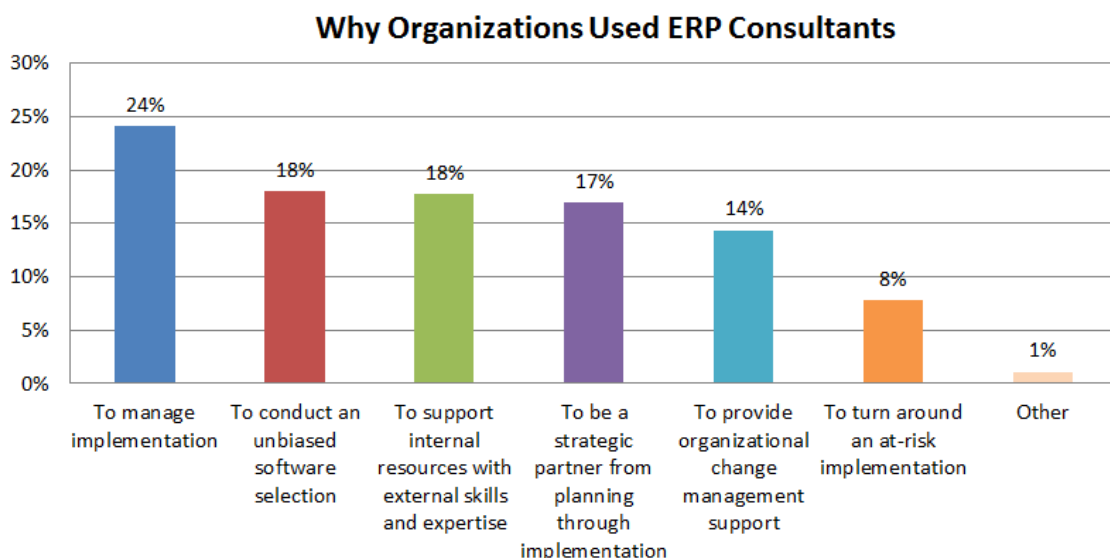 Why Organizations Used ERP Consultants
30%
25%
20%
15%
10%
5%
0%
24%
18%
18%
17%
14%
8%
1%
To manage
implementation
To conduct an
unbiased
software
selection
To support
internal
resources with
external skills
and expertise
To be a
strategic
partner from
planning
through
implementation
To provide
organizational
change
management
support
To turn around
an at-risk
implementation
Other